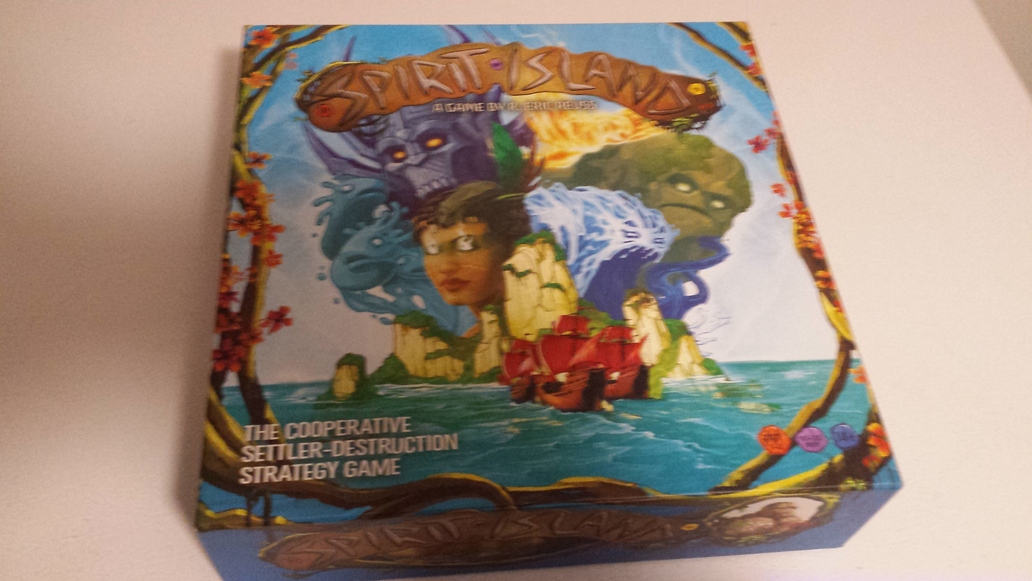 SPIRIT ISLAND
A GAME BY R. ERIC REUSS
THE COOPERATIVE
SETTLER-DESTRUCTION
STRATEGY GAME
SPIRIT ISLAND